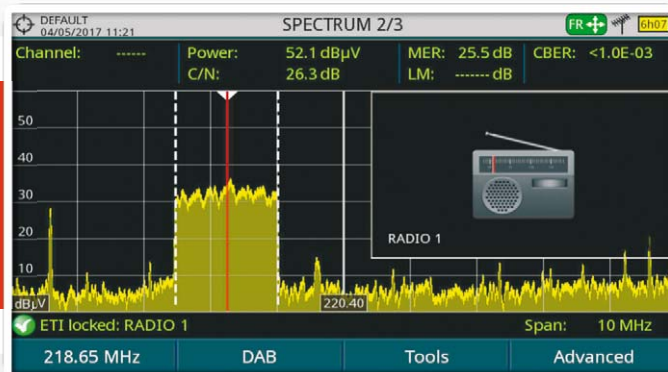 DEFAULT
04/05/2017 11:21
SPECTRUM 2/3
FR
6h07
Channel: ------
Power: 52.1 dBµV
MER: 25.5 dB
CBER: <1.0E-03
C/N: 26.3 dB
LM: ------- dB
50
40
30
20
10
dBµV
220.40
RADIO 1
ETI locked: RADIO 1
Span: 10 MHz
218.65 MHz
DAB
Tools
Advanced